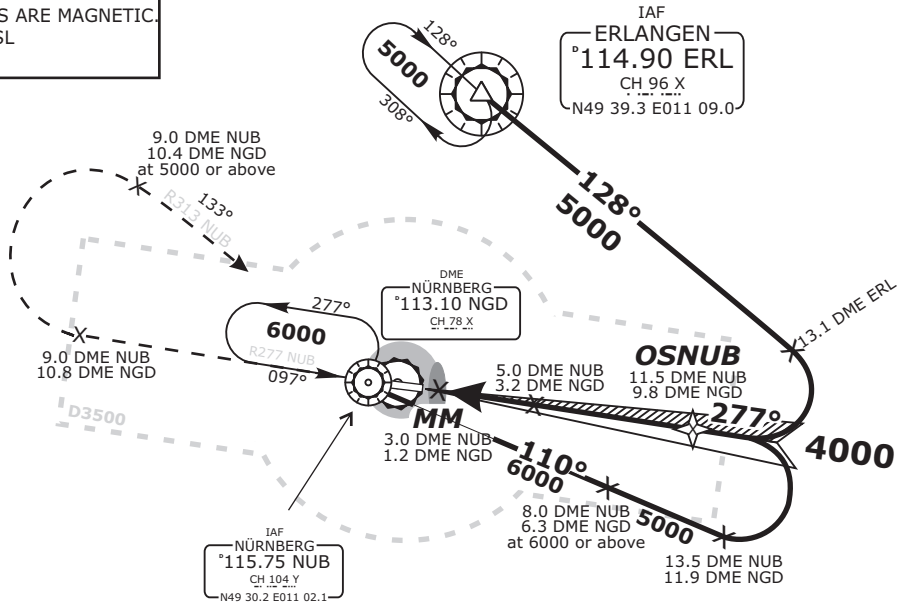 S ARE MAGNETIC.
SL
IAF
ERLANGEN
D 114.90 ERL
CH 96 X
N49 39.3 E011 09.0
128°
5000
308°
9.0 DME NUB
10.4 DME NGD
at 5000 or above
133°
R313 NUB
128°
5000
13.1 DME ERL
DME
NÜRNBERG
D 113.10 NGD
CH 78 X
277°
6000
R277 NUB
097°
9.0 DME NUB
10.8 DME NGD
D3500
OSNUB
11.5 DME NUB
9.8 DME NGD
5.0 DME NUB
3.2 DME NGD
277°
4000
MM
3.0 DME NUB
1.2 DME NGD
110°
6000
8.0 DME NUB
6.3 DME NGD
at 6000 or above
5000
13.5 DME NUB
11.9 DME NGD
IAF
NÜRNBERG
D 115.75 NUB
CH 104 Y
N49 30.2 E011 02.1